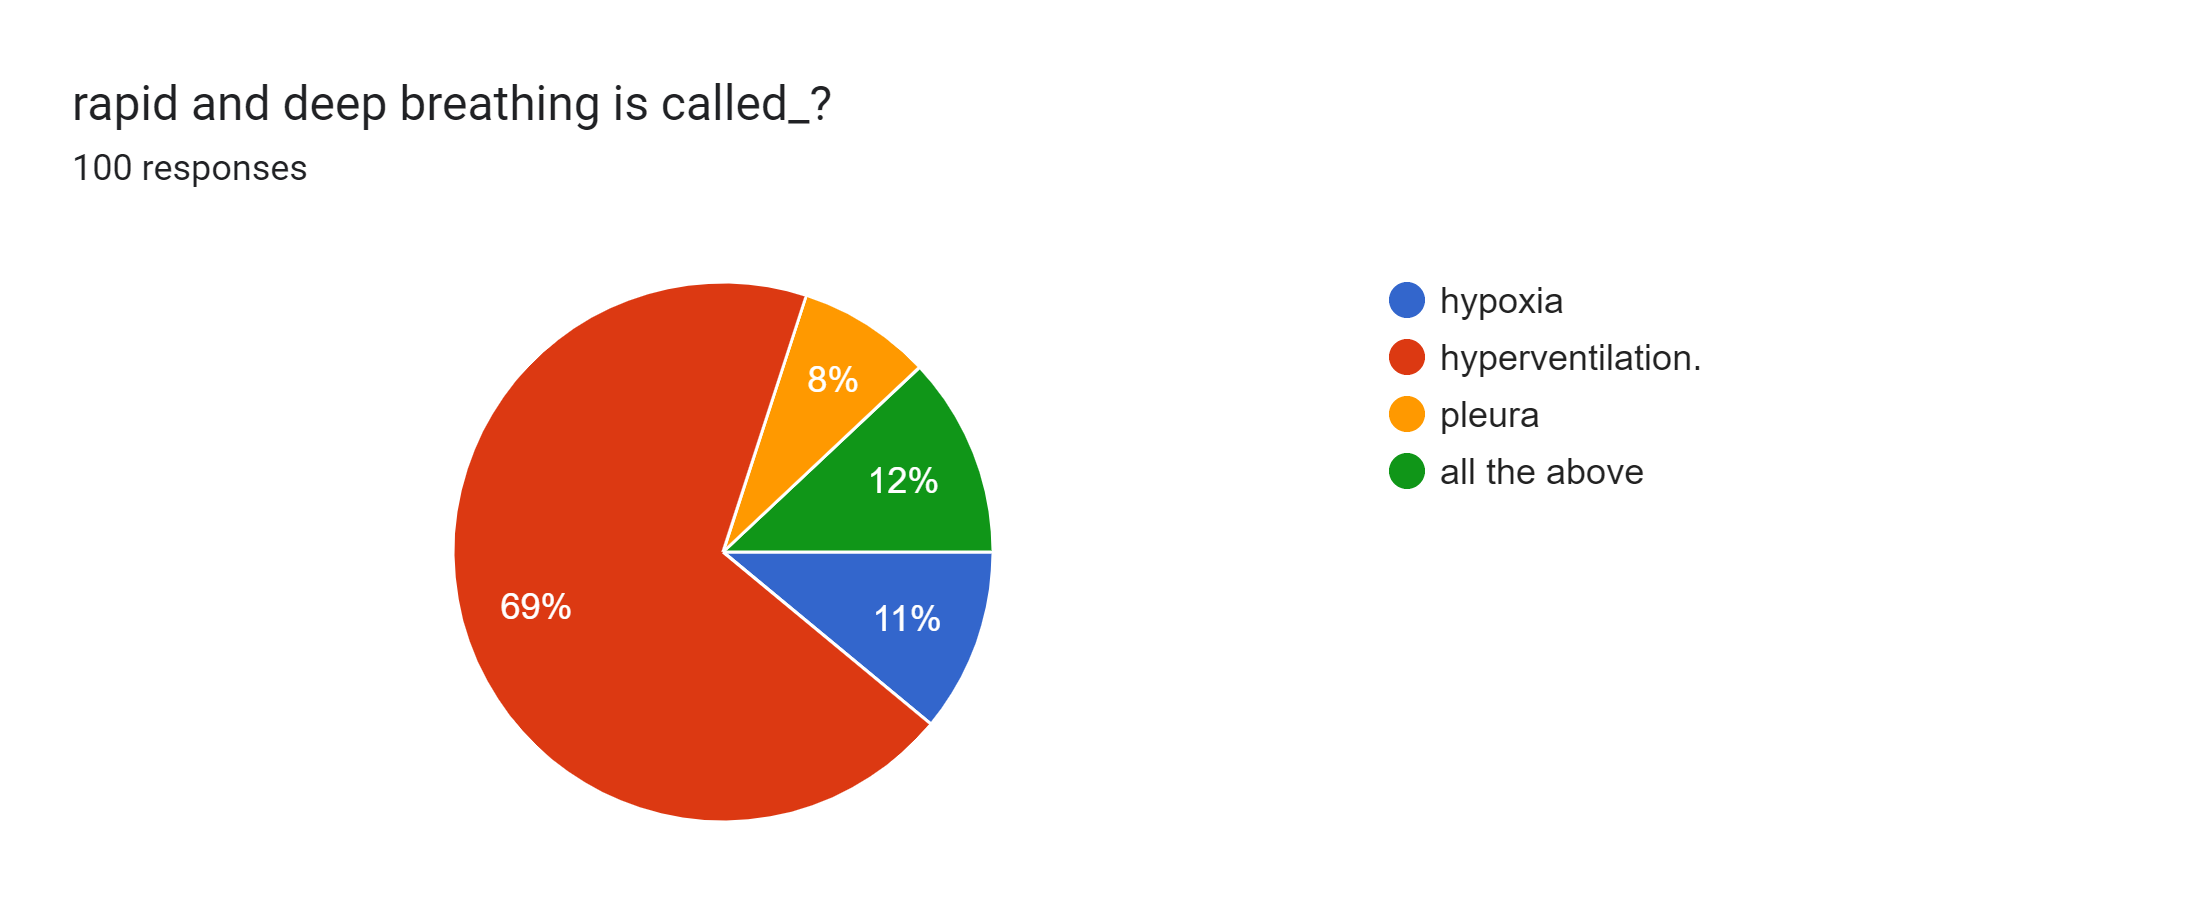 rapid and deep breathing is called_?
100 responses
8%
12%
69%
11%
hypoxia
hyperventilation.
pleura
all the above